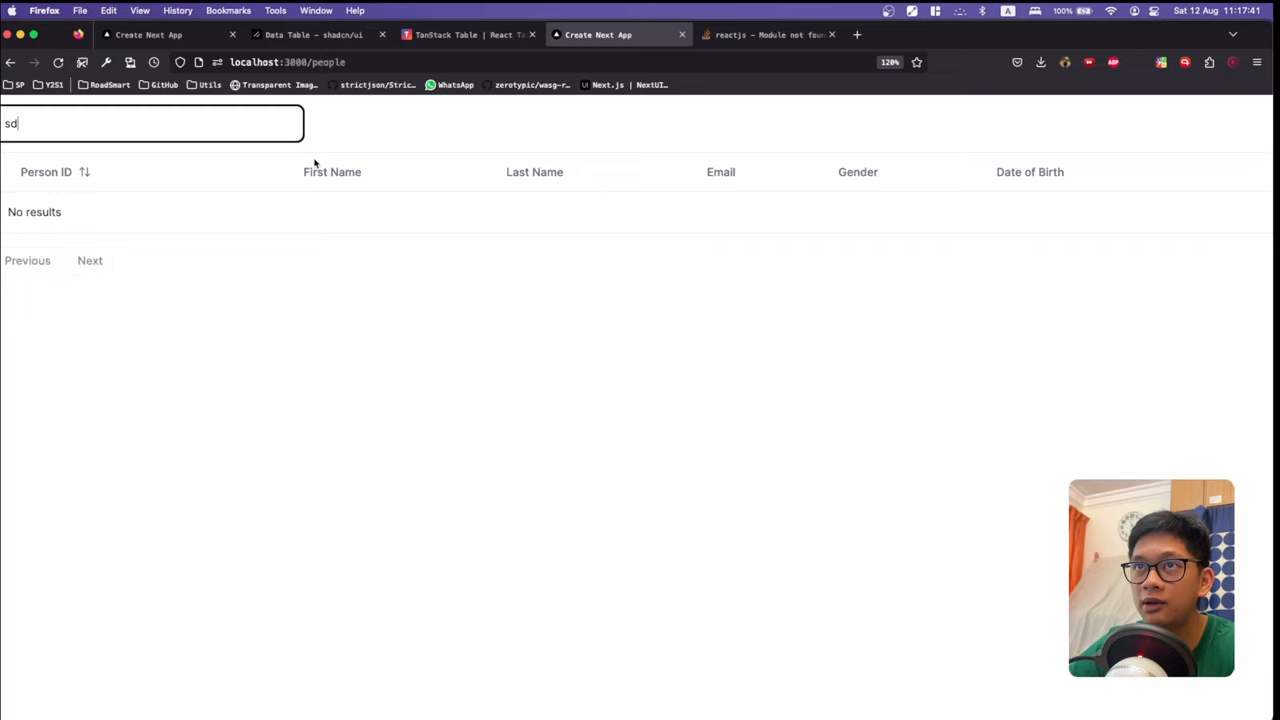 Firefox File Edit View History Bookmarks Tools Window Help A 100% Sat 12 Aug 11:17:41
Create Next App Data Table - shadcn/ui TanStack Table | React Ta Create Next App reactjs - Module not foun
localhost:3000/people 120%
SP Y2S1 RoadSmart GitHub Utils Transparent Imag... strictjson/Stric... WhatsApp zerotypic/wasg-r... Next.js | NextUI...
sd
Person ID First Name Last Name Email Gender Date of Birth
No results
Previous Next